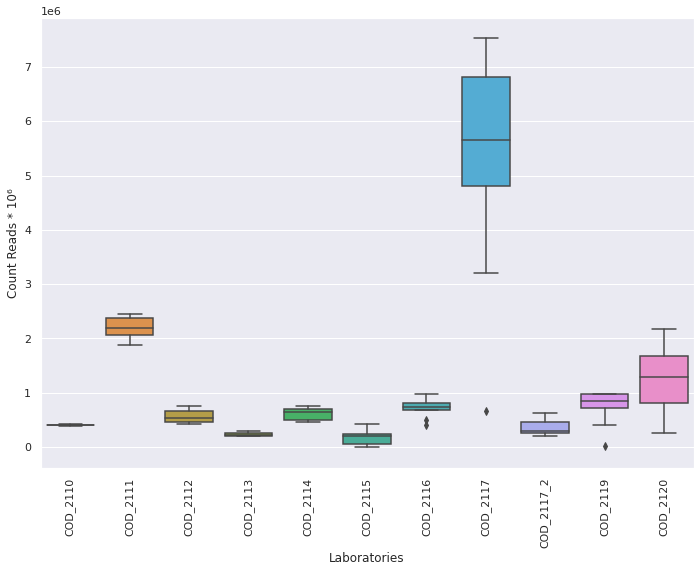 1e6
7
6
5
4
3
2
1
0
Count Reads * 10⁶
COD_2110
COD_2111
COD_2112
COD_2113
COD_2114
COD_2115
COD_2116
COD_2117
COD_2117_2
COD_2119
COD_2120
Laboratories